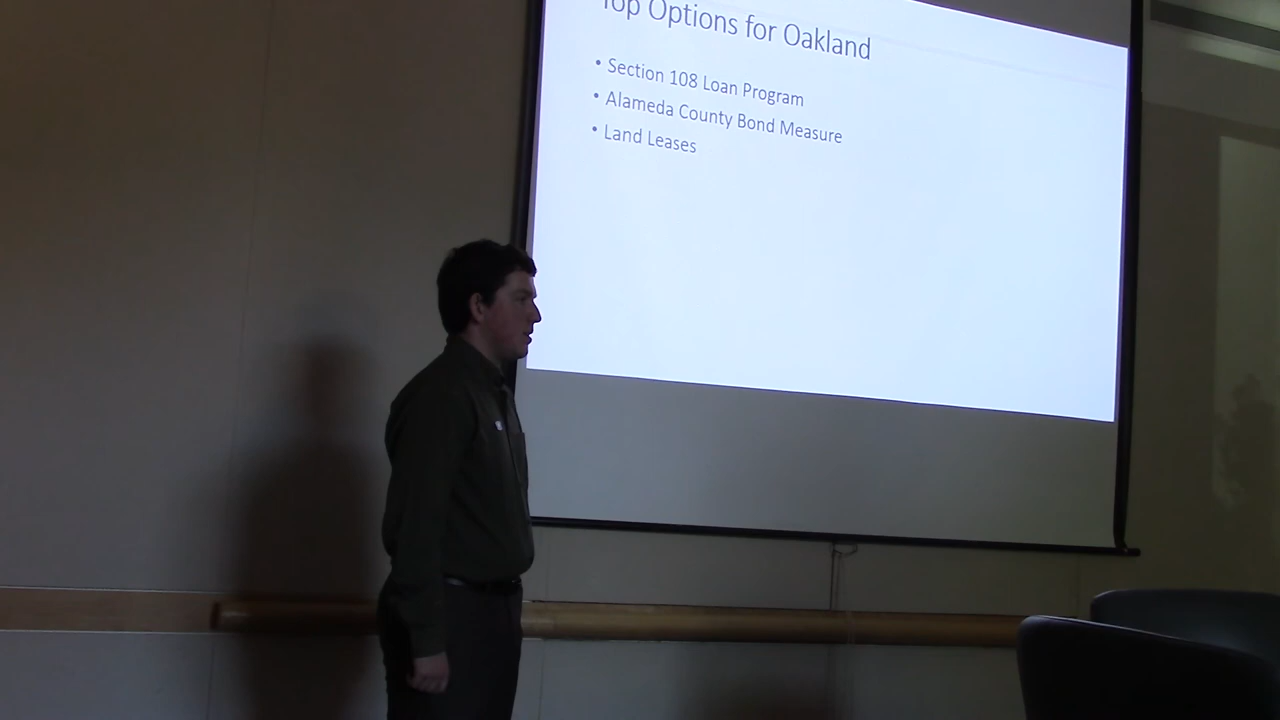 Top Options for Oakland
• Section 108 Loan Program
• Alameda County Bond Measure
• Land Leases